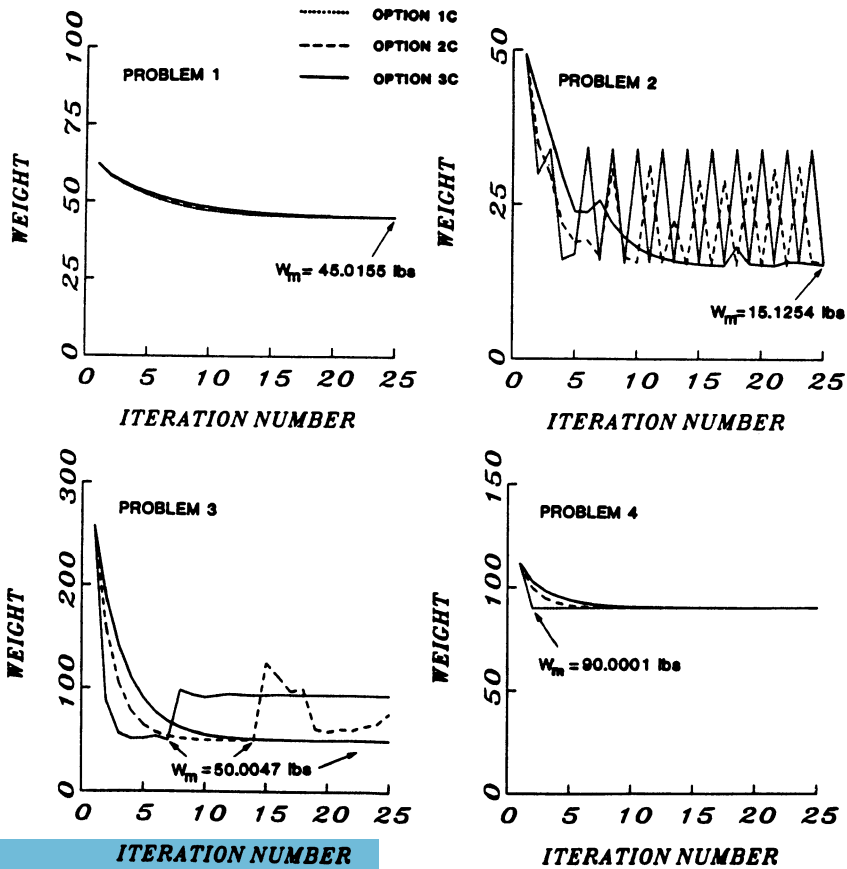 OPTION 1C
OPTION 2C
OPTION 3C
PROBLEM 1
WEIGHT
100
75
50
25
0
W_m = 45.0155 lbs
0 5 10 15 20 25
ITERATION NUMBER
PROBLEM 2
WEIGHT
50
25
0
W_m=15.1254 lbs
0 5 10 15 20 25
ITERATION NUMBER
PROBLEM 3
WEIGHT
300
200
100
0
W_m=50.0047 lbs
0 5 10 15 20 25
ITERATION NUMBER
PROBLEM 4
WEIGHT
150
100
50
0
W_m=90.0001 lbs
0 5 10 15 20 25
ITERATION NUMBER